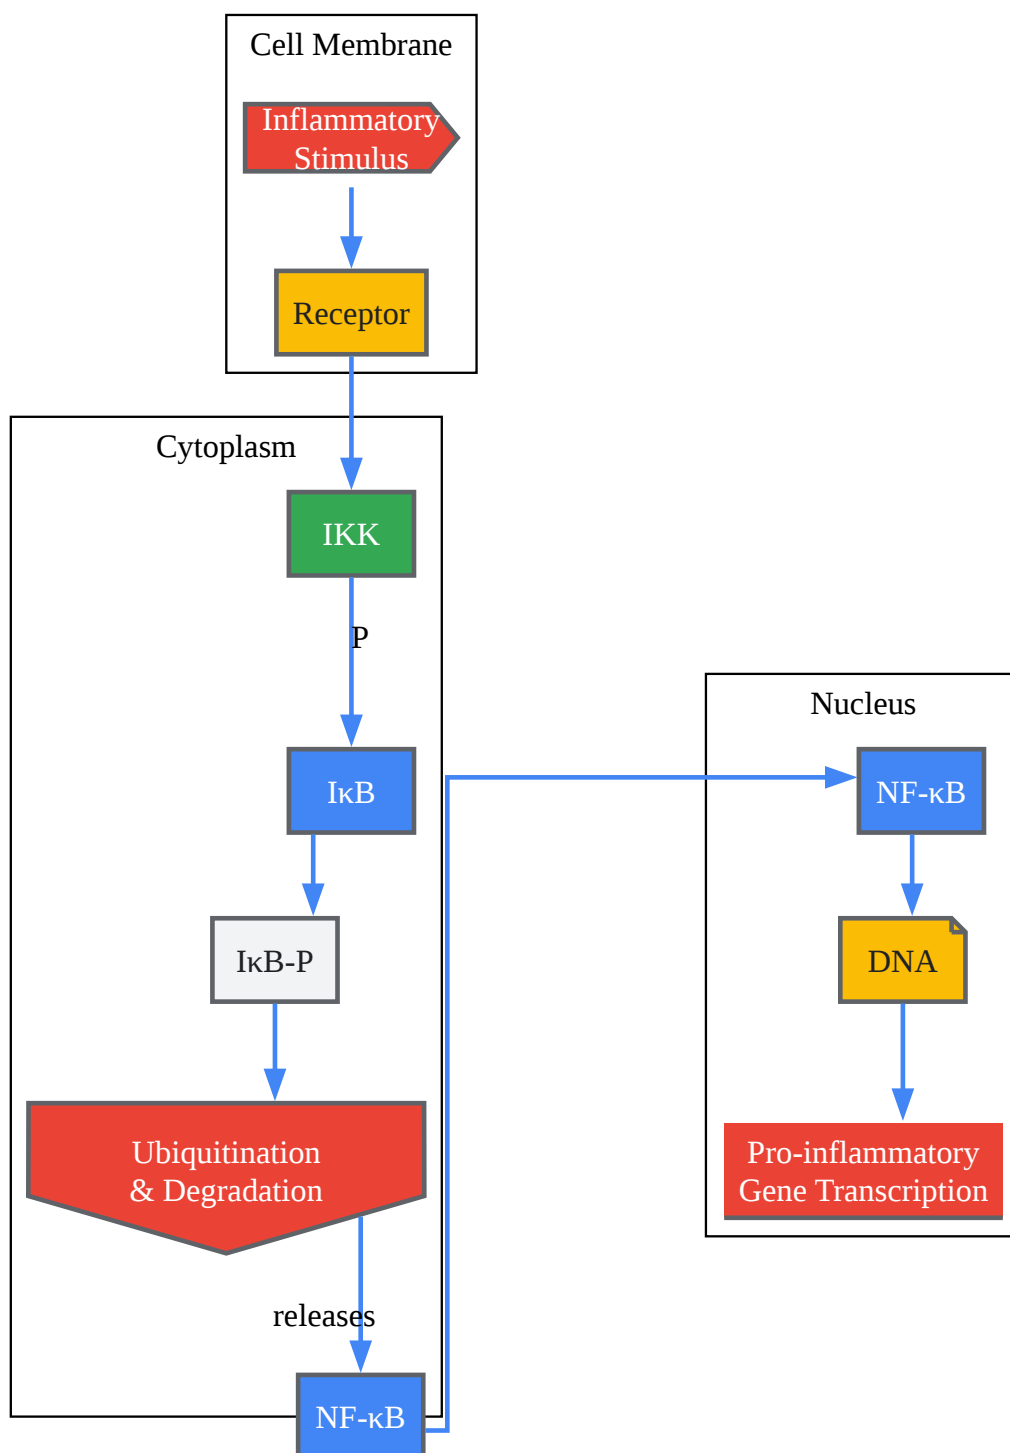 Cell Membrane
Inflammatory
Stimulus
Receptor
Cytoplasm
IKK
P
IκB
IκB-P
Ubiquitination
& Degradation
releases
NF-κB
Nucleus
NF-κB
DNA
Pro-inflammatory
Gene Transcription